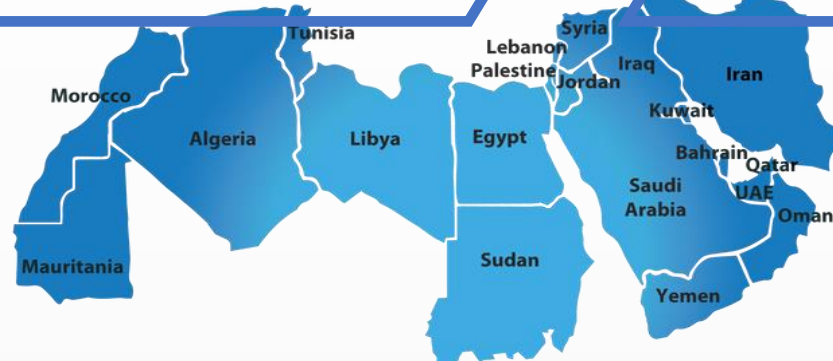 Tunisia
Syria
Lebanon
Palestine
Jordan
Iraq
Iran
Morocco
Algeria
Libya
Egypt
Kuwait
Bahrain
Qatar
UAE
Saudi
Arabia
Oman
Mauritania
Sudan
Yemen